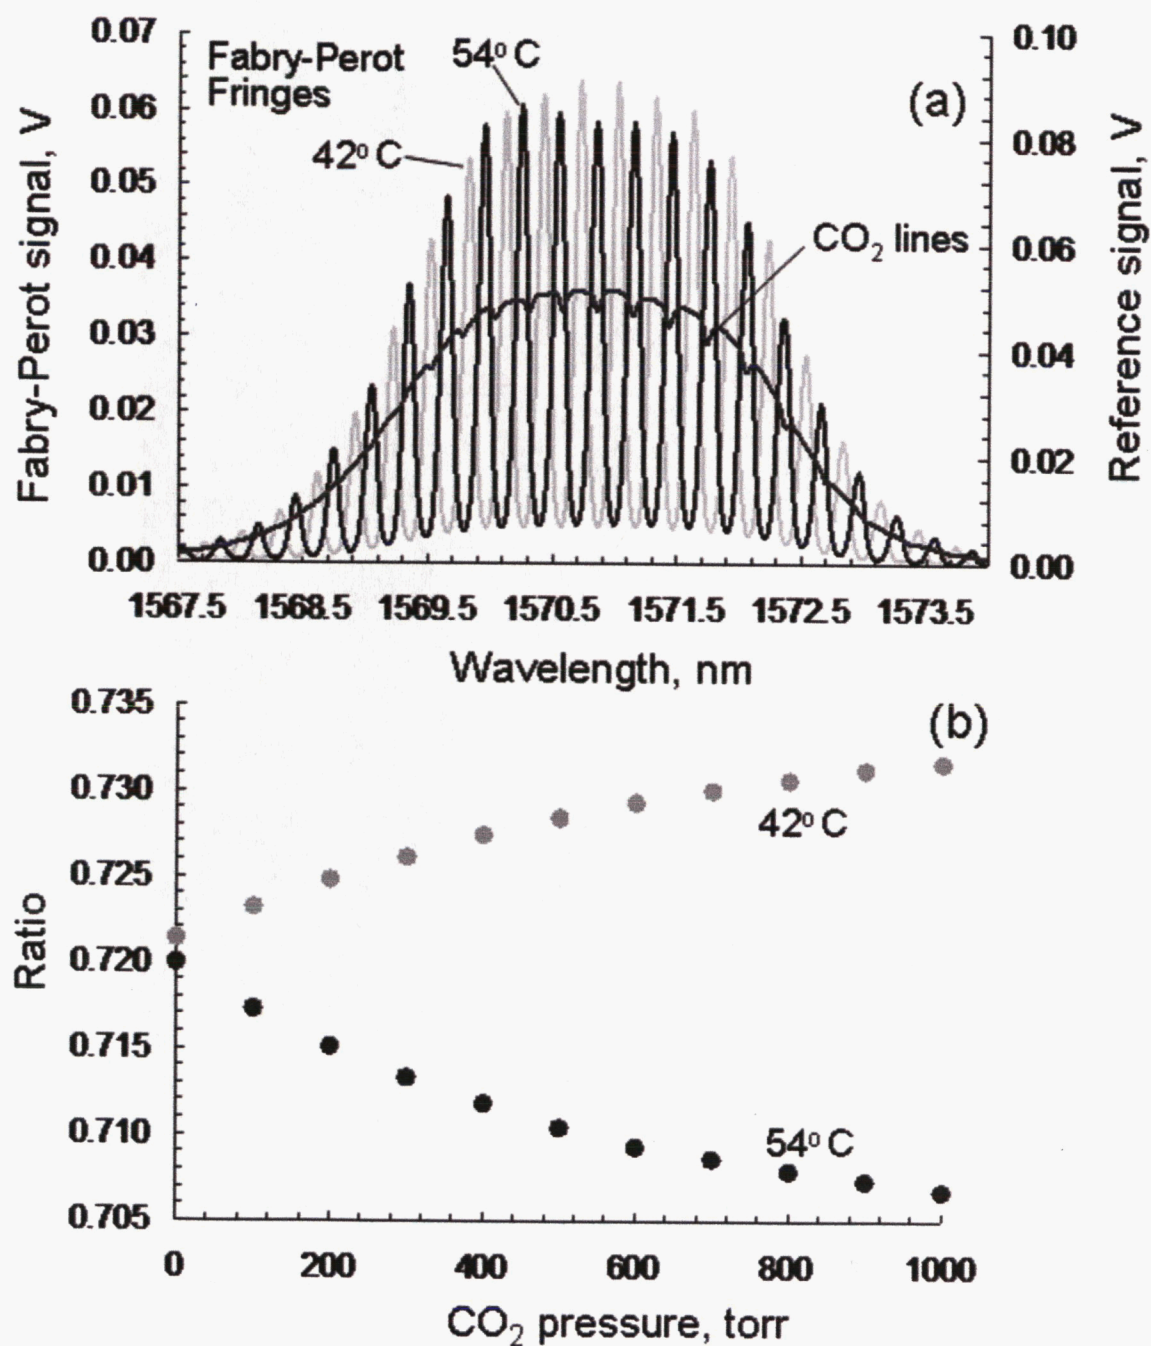 0.07
0.06
0.05
0.04
0.03
0.02
0.01
0.00
Fabry-Perot signal, V
Fabry-Perot
Fringes
54° C
42° C
(a)
CO₂ lines
0.10
0.08
0.06
0.04
0.02
0.00
Reference signal, V
1567.5 1568.5 1569.5 1570.5 1571.5 1572.5 1573.5
Wavelength, nm
0.735
0.730
0.725
0.720
0.715
0.710
0.705
Ratio
(b)
42° C
54° C
0 200 400 600 800 1000
CO₂ pressure, torr